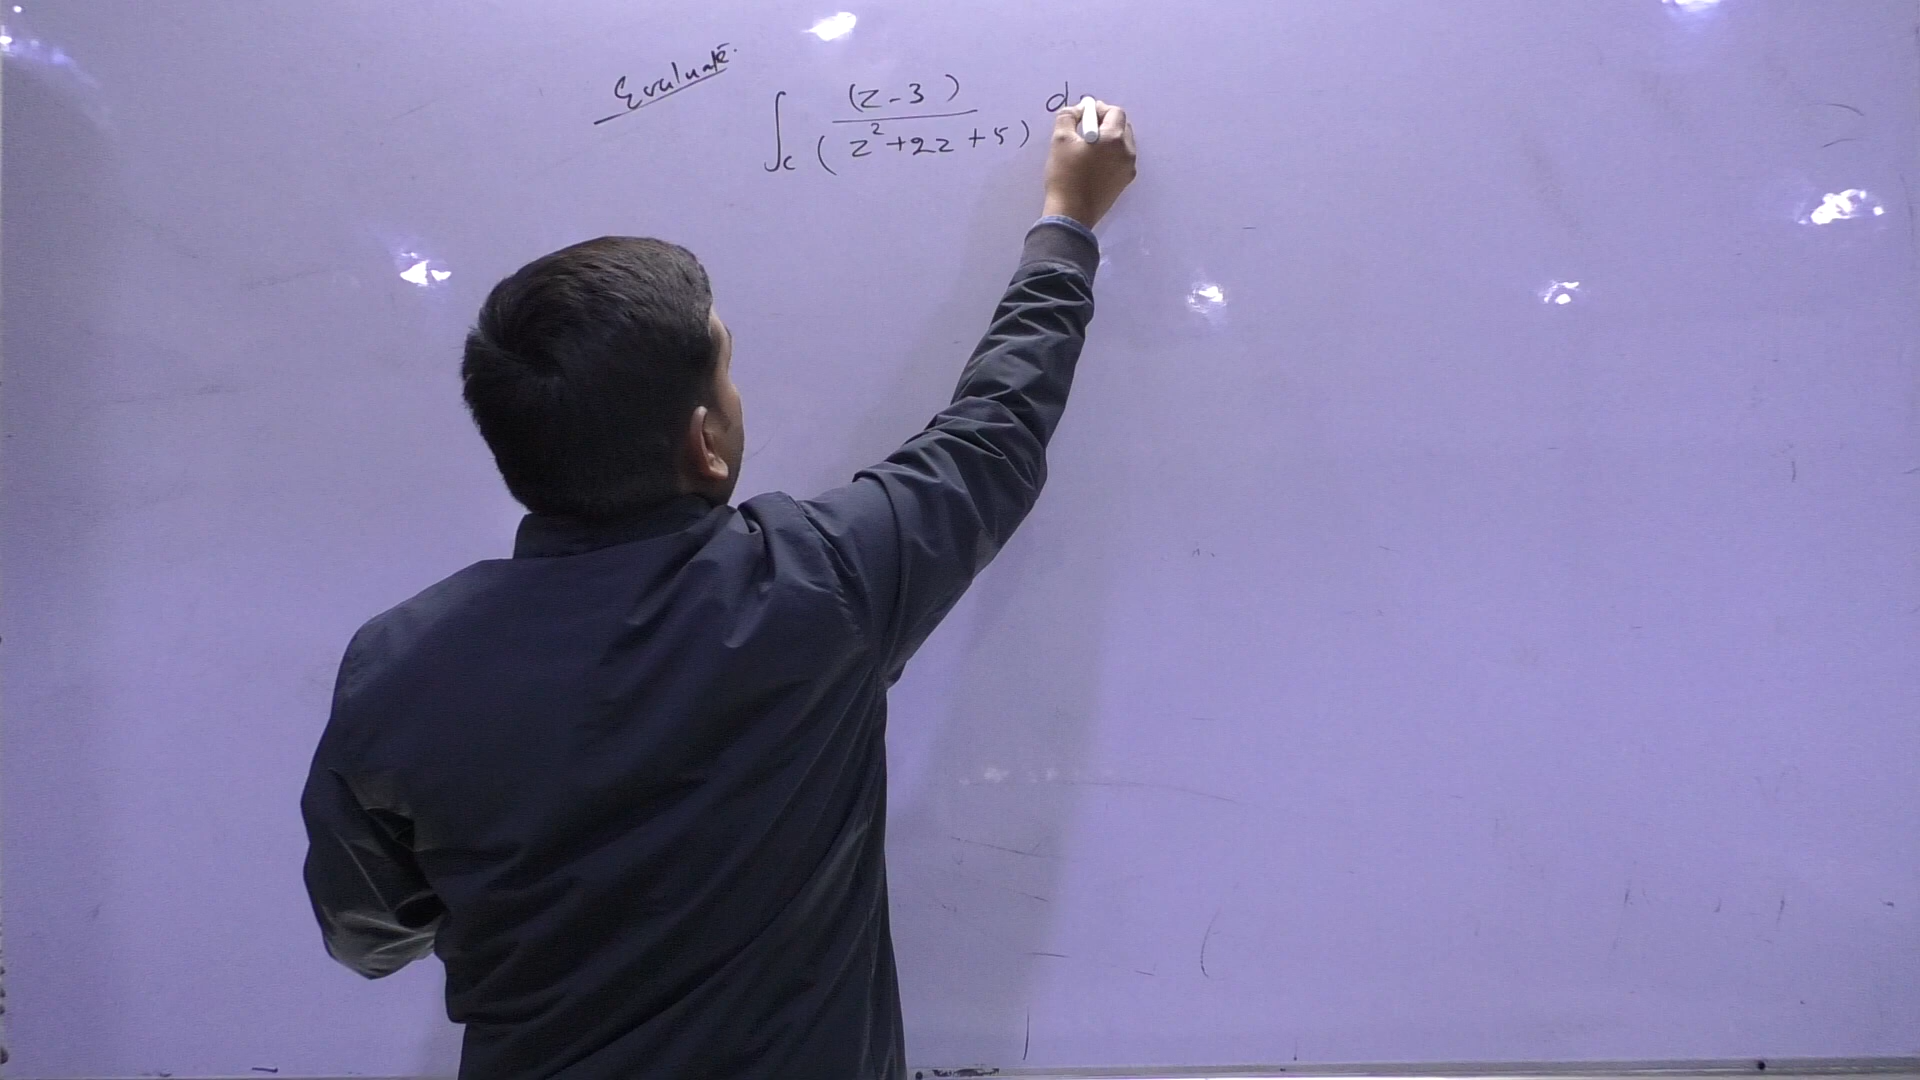 Evaluate
∫c (z-3) / (z²+2z+5) d